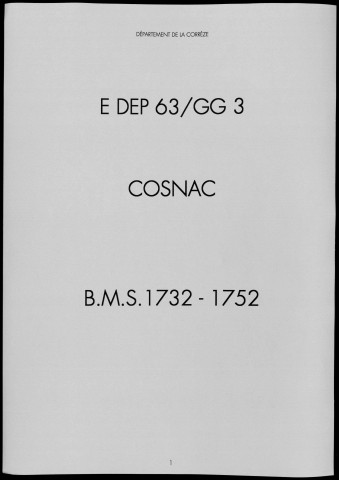 DÉPARTEMENT DE LA CORRÈZE
E DEP 63/GG 3
COSNAC
B.M.S.1732 - 1752
1